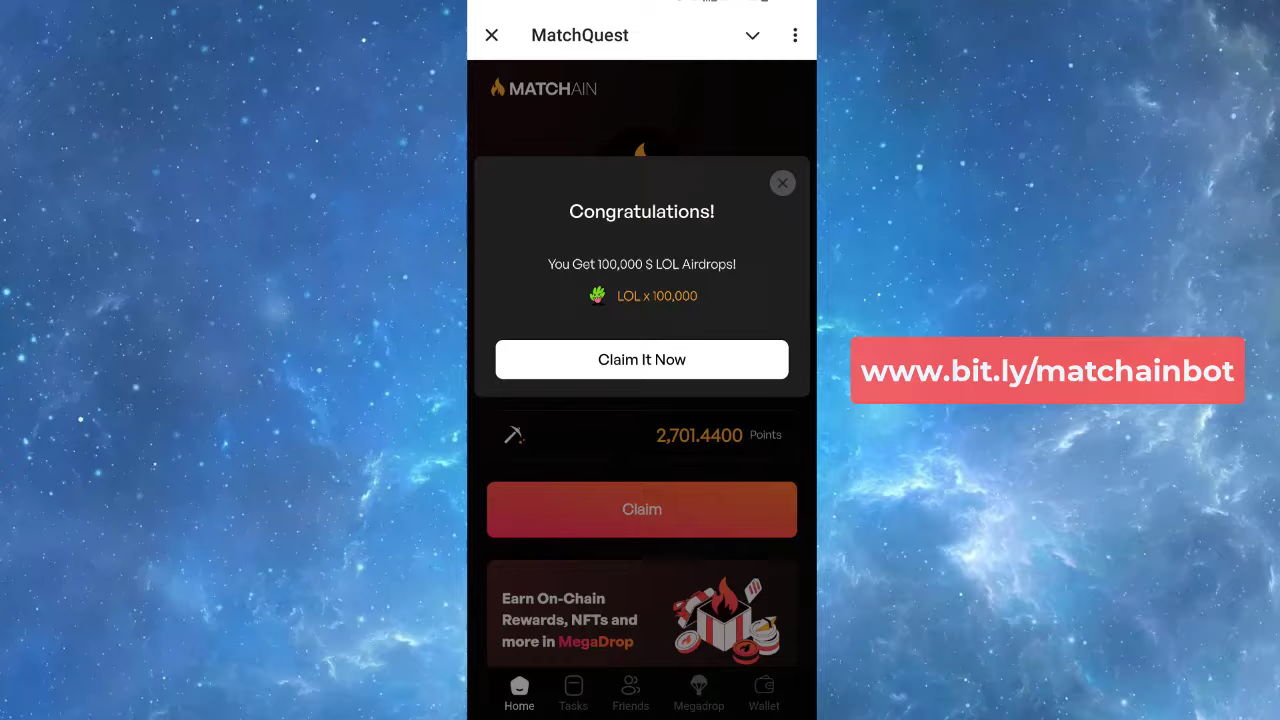 MatchQuest
MATCHAIN
Congratulations!
You Get 100,000 $ LOL Airdrops!
LOL x 100,000
Claim It Now
www.bit.ly/matchainbot
2,701.4400 Points
Claim
Earn On-Chain
Rewards, NFTs and
more in MegaDrop
Home Tasks Friends Megadrop Wallet